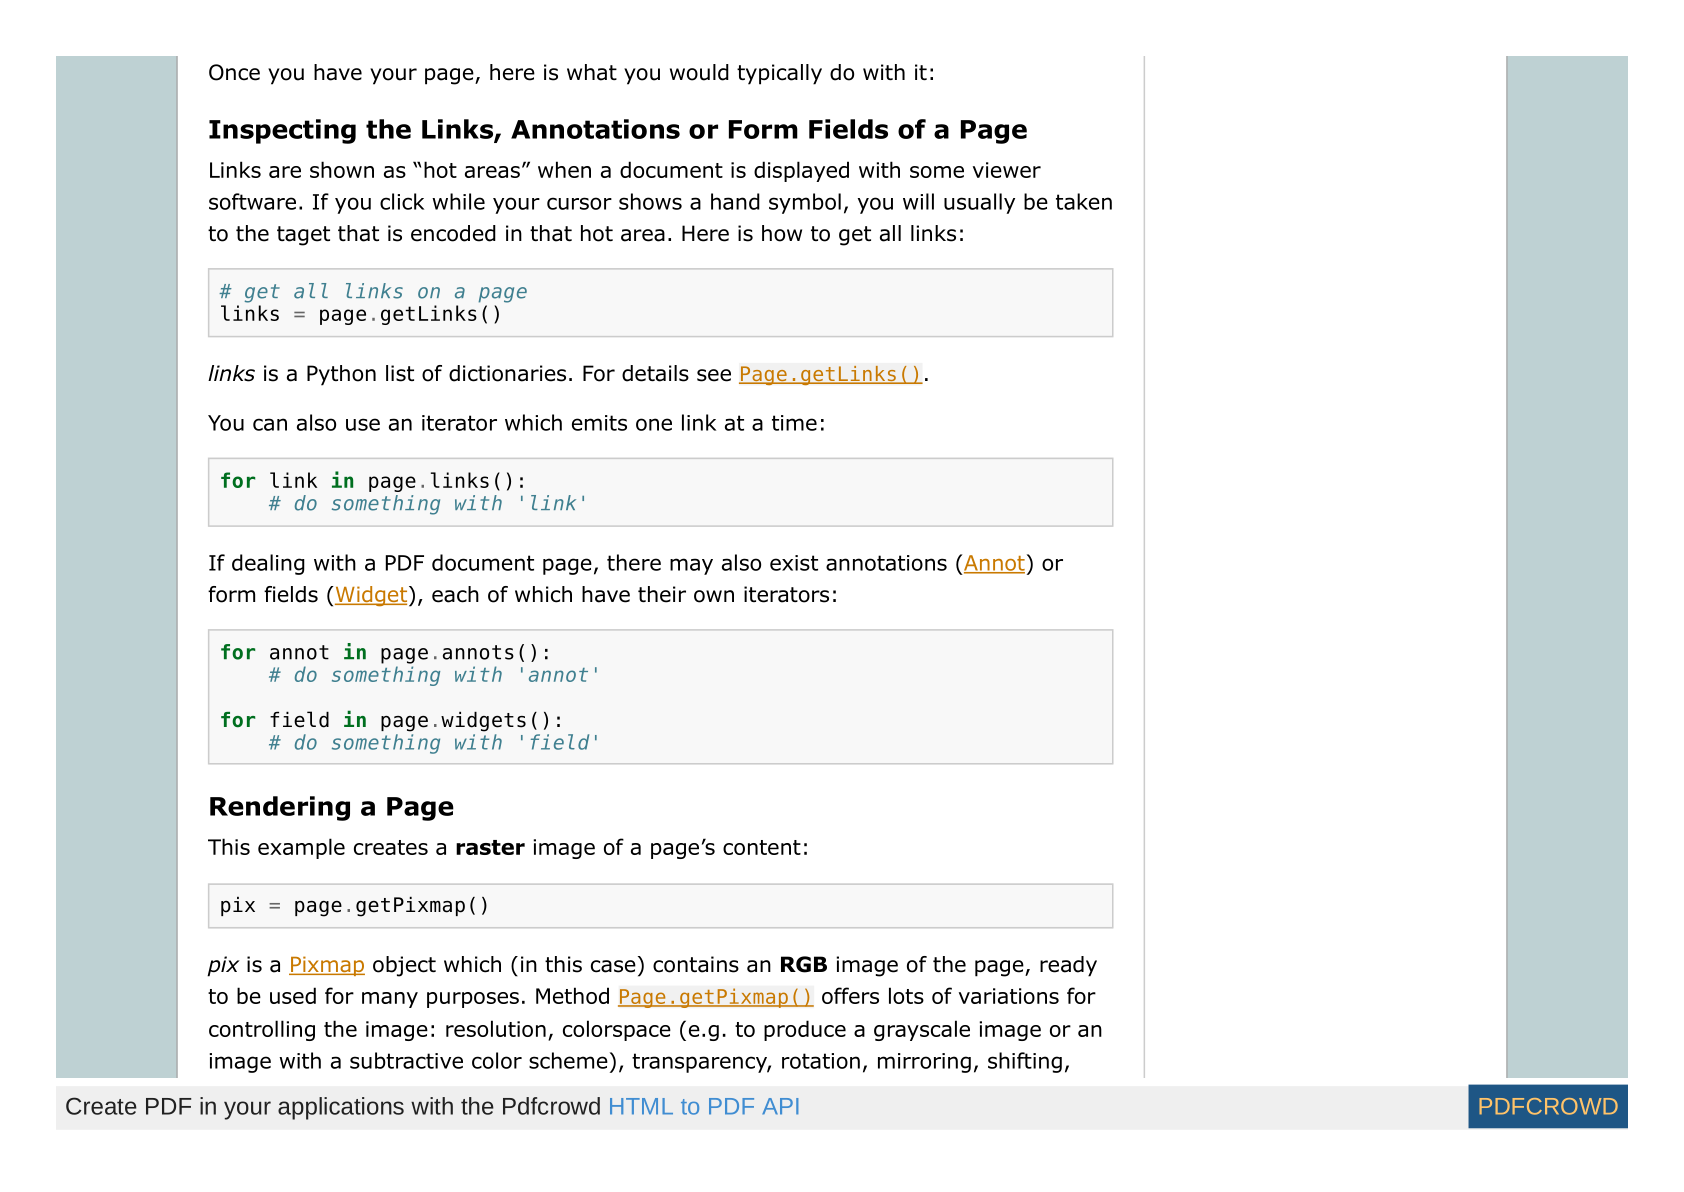 Once you have your page, here is what you would typically do with it:
Inspecting the Links, Annotations or Form Fields of a Page
Links are shown as “hot areas” when a document is displayed with some viewer
software. If you click while your cursor shows a hand symbol, you will usually be taken
to the taget that is encoded in that hot area. Here is how to get all links:
# get all links on a page
links = page.getLinks()
links is a Python list of dictionaries. For details see Page.getLinks().
You can also use an iterator which emits one link at a time:
for link in page.links():
    # do something with 'link'
If dealing with a PDF document page, there may also exist annotations (Annot) or
form fields (Widget), each of which have their own iterators:
for annot in page.annots():
    # do something with 'annot'
for field in page.widgets():
    # do something with 'field'
Rendering a Page
This example creates a raster image of a page’s content:
pix = page.getPixmap()
pix is a Pixmap object which (in this case) contains an RGB image of the page, ready
to be used for many purposes. Method Page.getPixmap() offers lots of variations for
controlling the image: resolution, colorspace (e.g. to produce a grayscale image or an
image with a subtractive color scheme), transparency, rotation, mirroring, shifting,
Create PDF in your applications with the Pdfcrowd HTML to PDF API
PDFCROWD